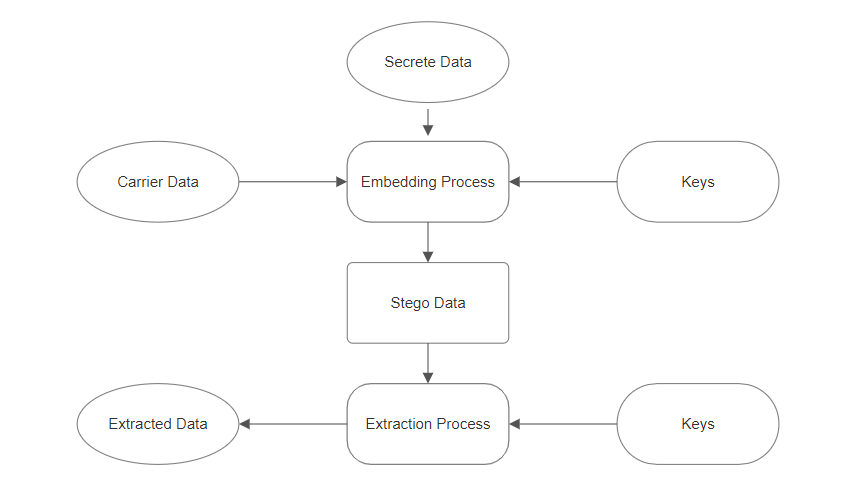 Secrete Data
Carrier Data
Embedding Process
Keys
Stego Data
Extracted Data
Extraction Process
Keys